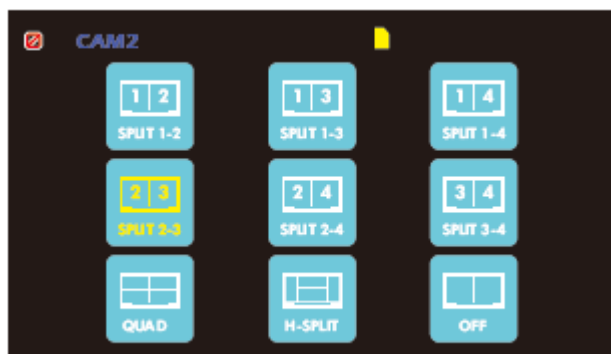 CAM2
1 2 1 3 1 4
SPLIT 1-2 SPLIT 1-3 SPLIT 1-4
2 3 2 4 3 4
SPLIT 2-3 SPLIT 2-4 SPLIT 3-4
QUAD H-SPLIT OFF